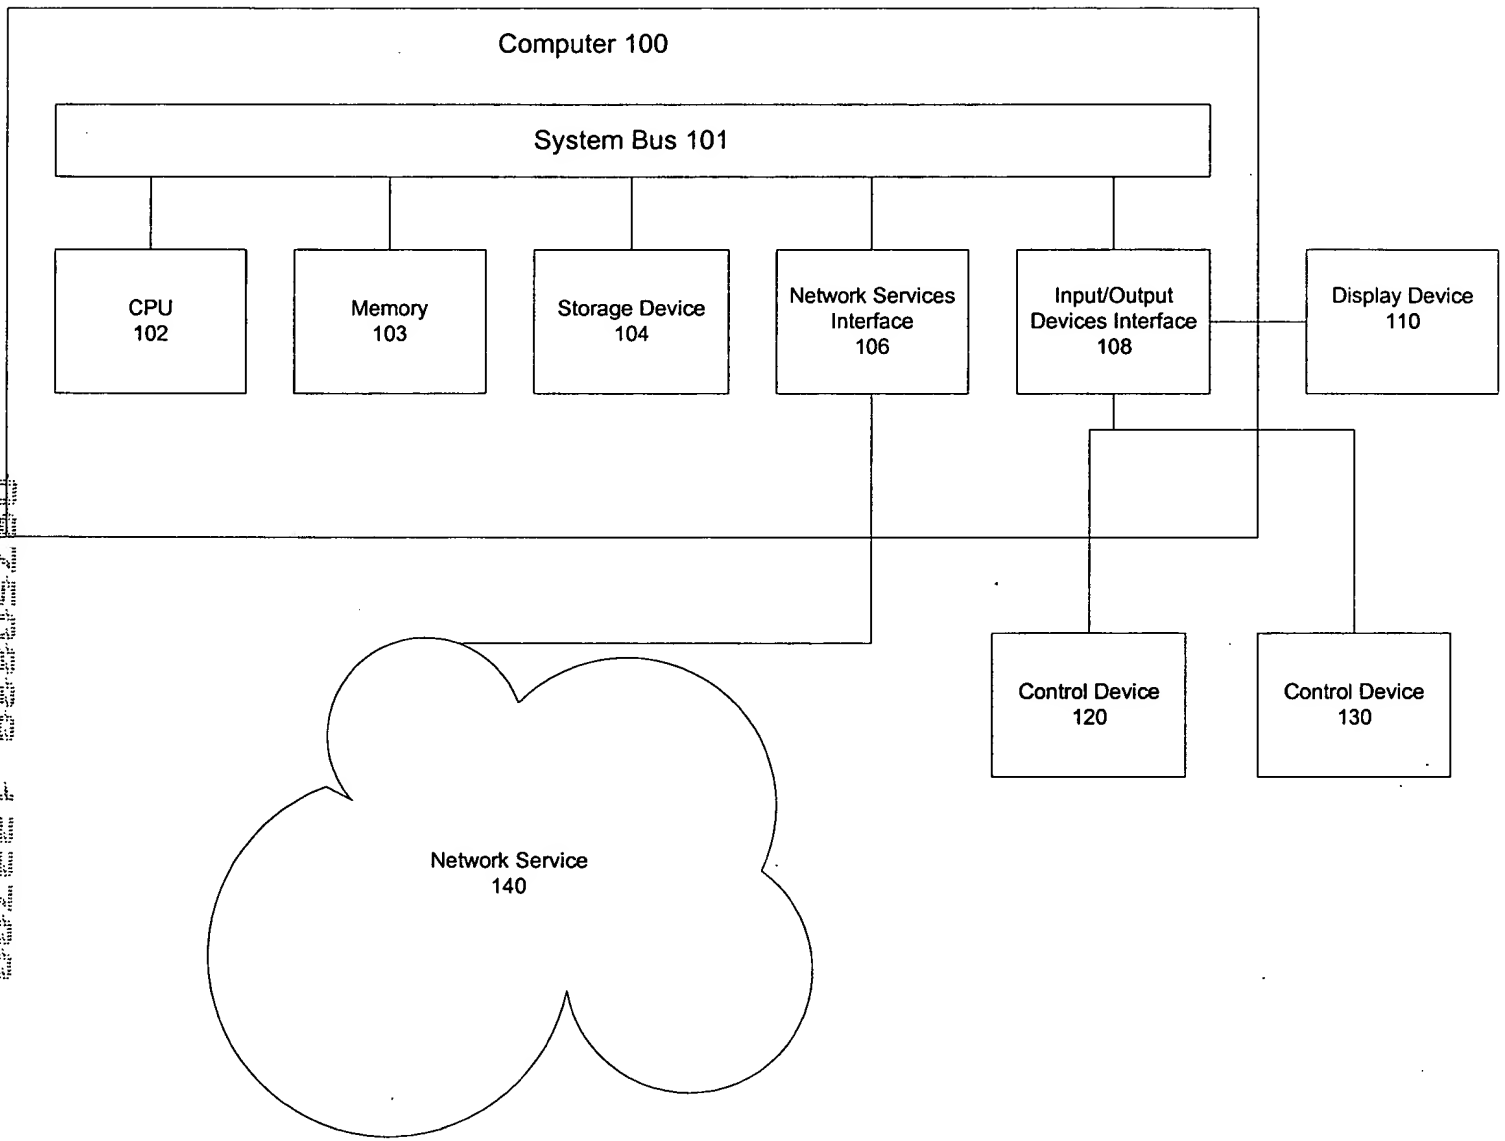 Computer 100
System Bus 101
CPU
102
Memory
103
Storage Device
104
Network Services
Interface
106
Input/Output
Devices Interface
108
Display Device
110
Control Device
120
Control Device
130
Network Service
140